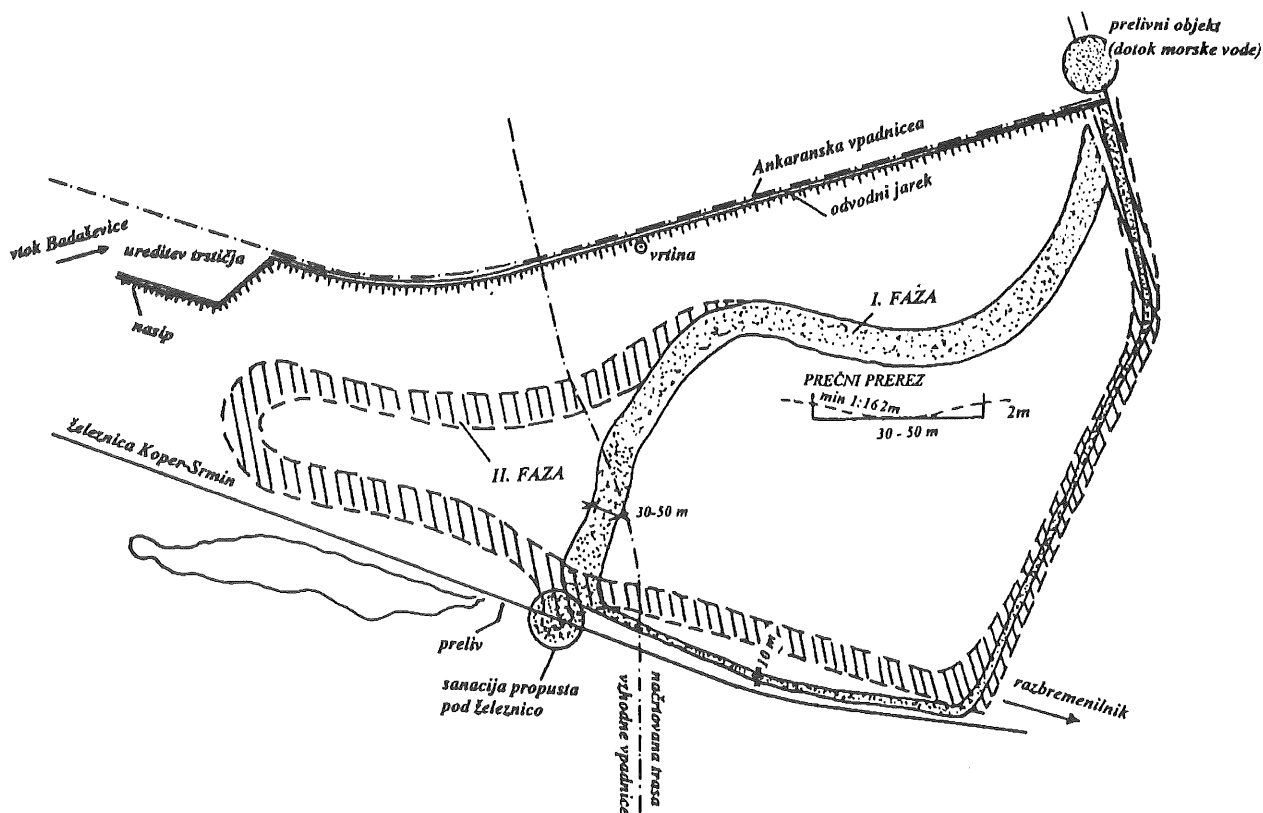 prelivni objekt
(dotok morske vode)
Ankaranska vpadnicea
odvodni jarek
vtok Badaševice
ureditev trstičja
vrtina
nasip
I. FAŻA
PREČNI PREREZ
min 1:16 2m
2m
30 - 50 m
železnica Koper-Srmin
II. FAZA
30-50 m
10 m
preliv
sanacija propusta
pod železnico
načrtovana trasa
vzhodne vpadnice
razbremenilnik